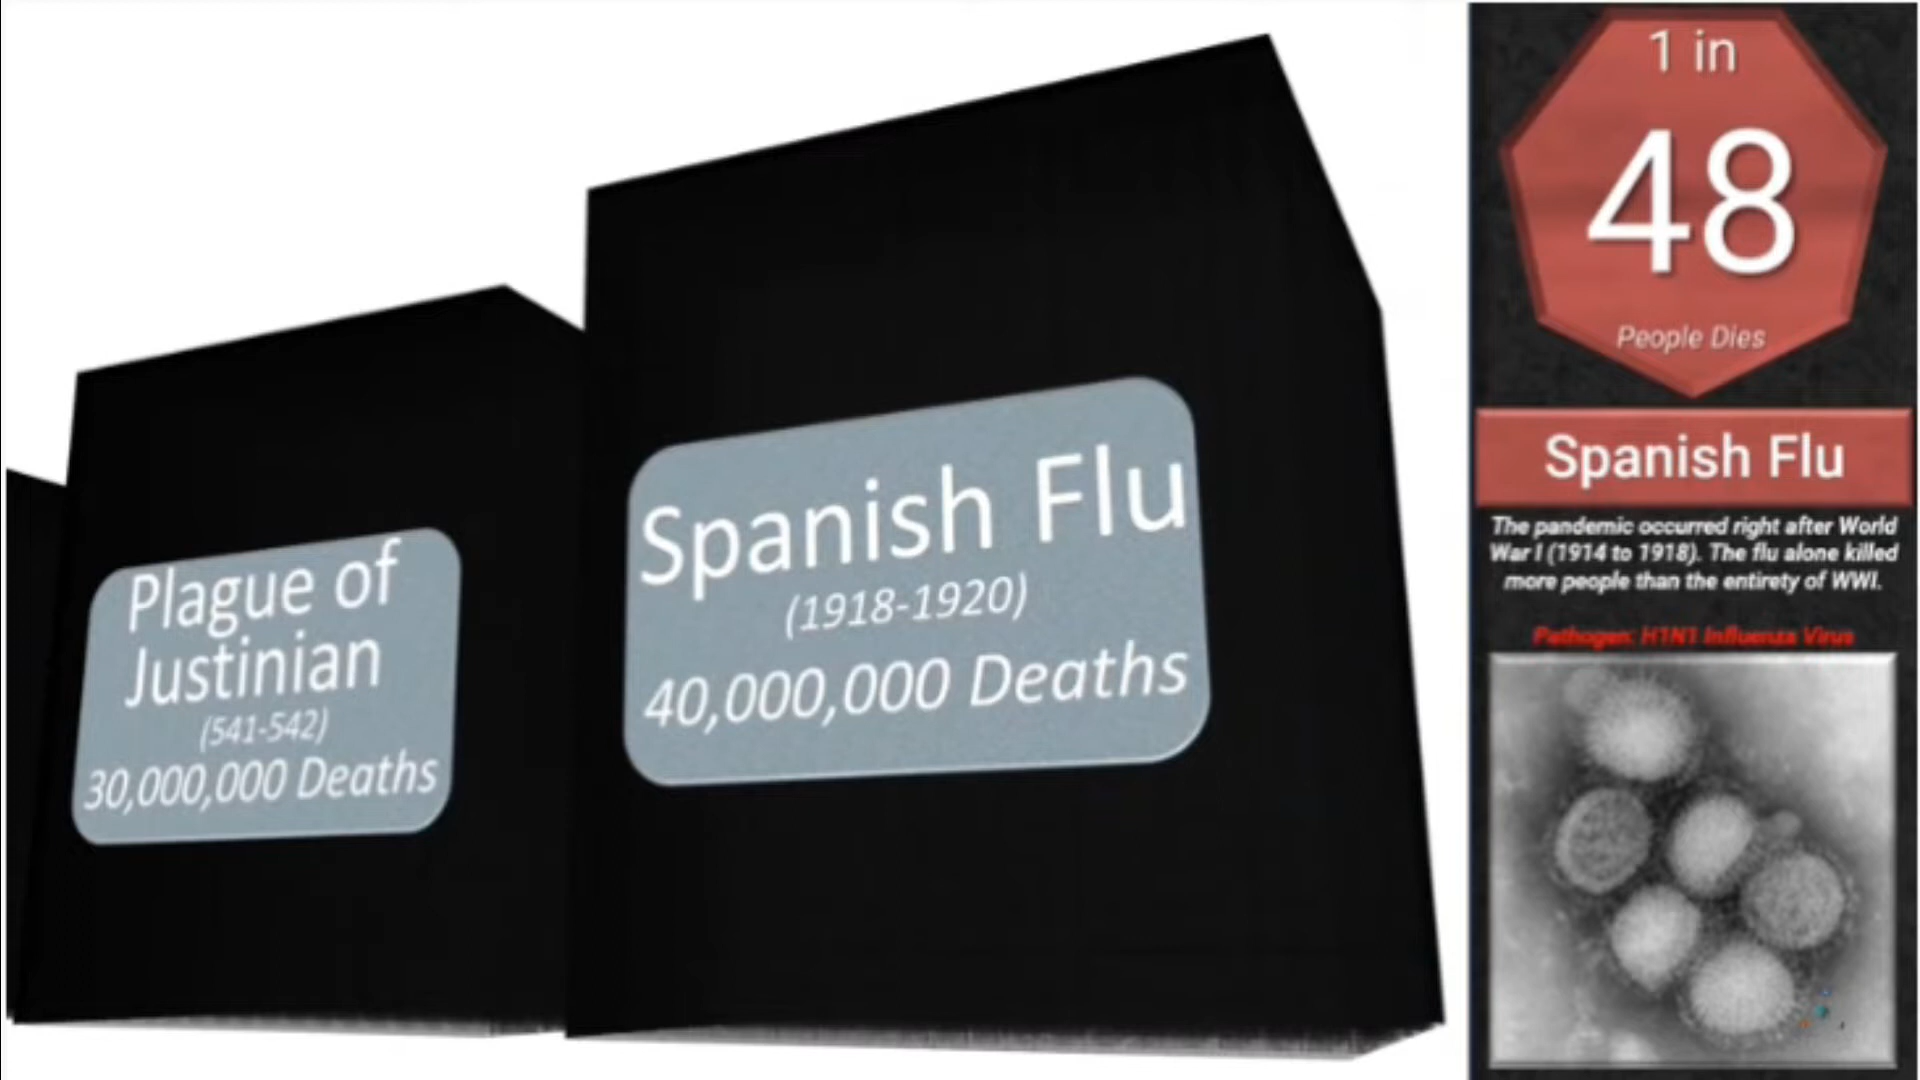 Plague of
Justinian
(541-542)
30,000,000 Deaths
Spanish Flu
(1918-1920)
40,000,000 Deaths
1 in
48
People Dies
Spanish Flu
The pandemic occurred right after World
War I (1914 to 1918). The flu alone killed
more people than the entirety of WWI.
Pathogen: H1N1 Influenza Virus